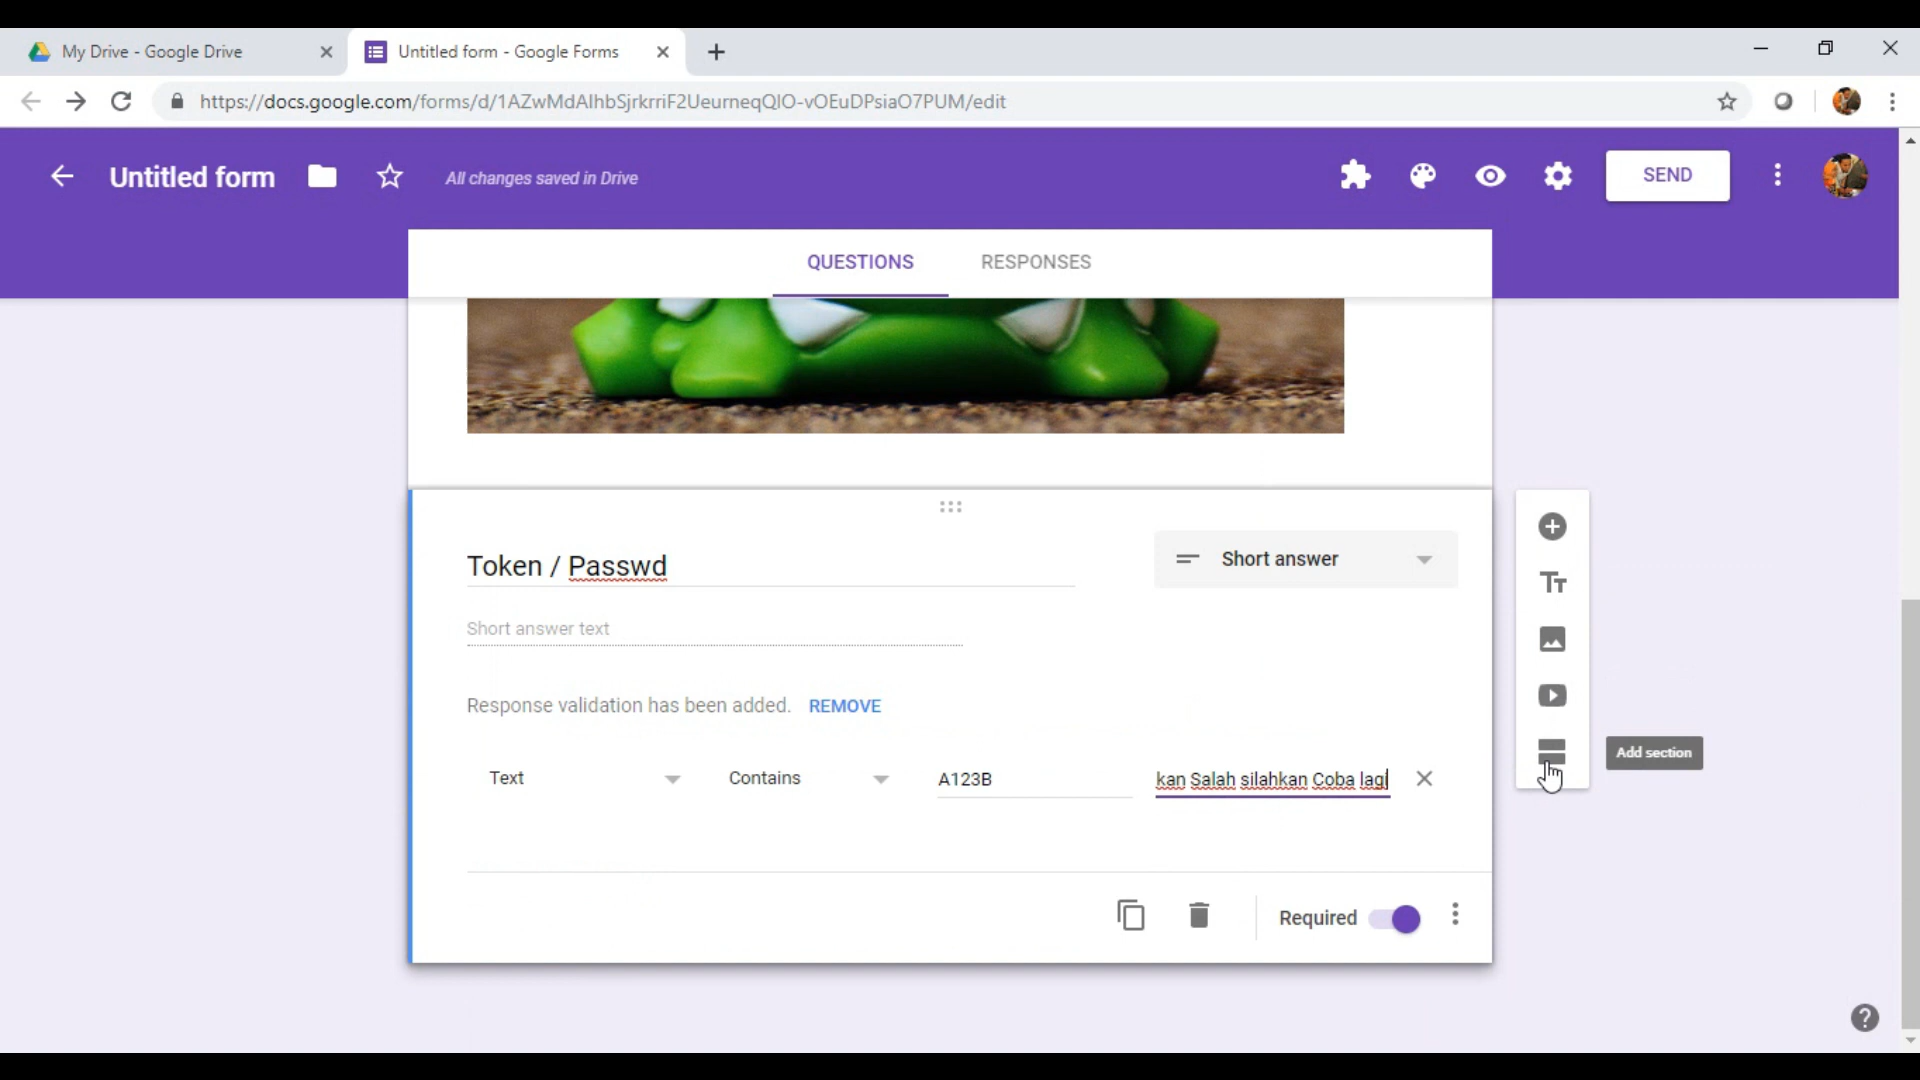 My Drive - Google Drive
Untitled form - Google Forms
https://docs.google.com/forms/d/1AZwMdAIhbSjrkrriF2UeurneqQIO-vOEuDPsiaO7PUM/edit
Untitled form
All changes saved in Drive
SEND
QUESTIONS
RESPONSES
Token / Passwd
Short answer
Short answer text
Response validation has been added. REMOVE
Text
Contains
A123B
kan Salah silahkan Coba lagi
Add section
Required